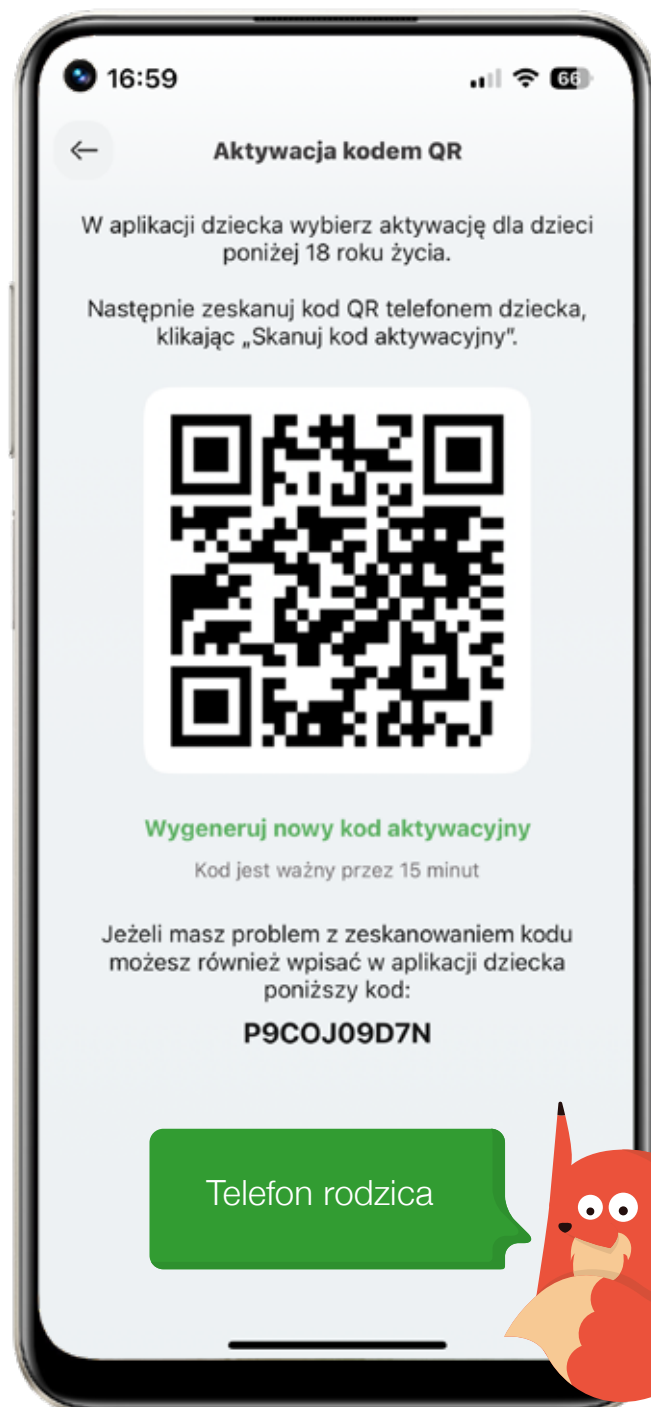 16:59
66
Aktywacja kodem QR
W aplikacji dziecka wybierz aktywację dla dzieci
poniżej 18 roku życia.
Następnie zeskanuj kod QR telefonem dziecka,
klikając „Skanuj kod aktywacyjny”.
Wygeneruj nowy kod aktywacyjny
Kod jest ważny przez 15 minut
Jeżeli masz problem z zeskanowaniem kodu
możesz również wpisać w aplikacji dziecka
poniższy kod:
P9COJ09D7N
Telefon rodzica